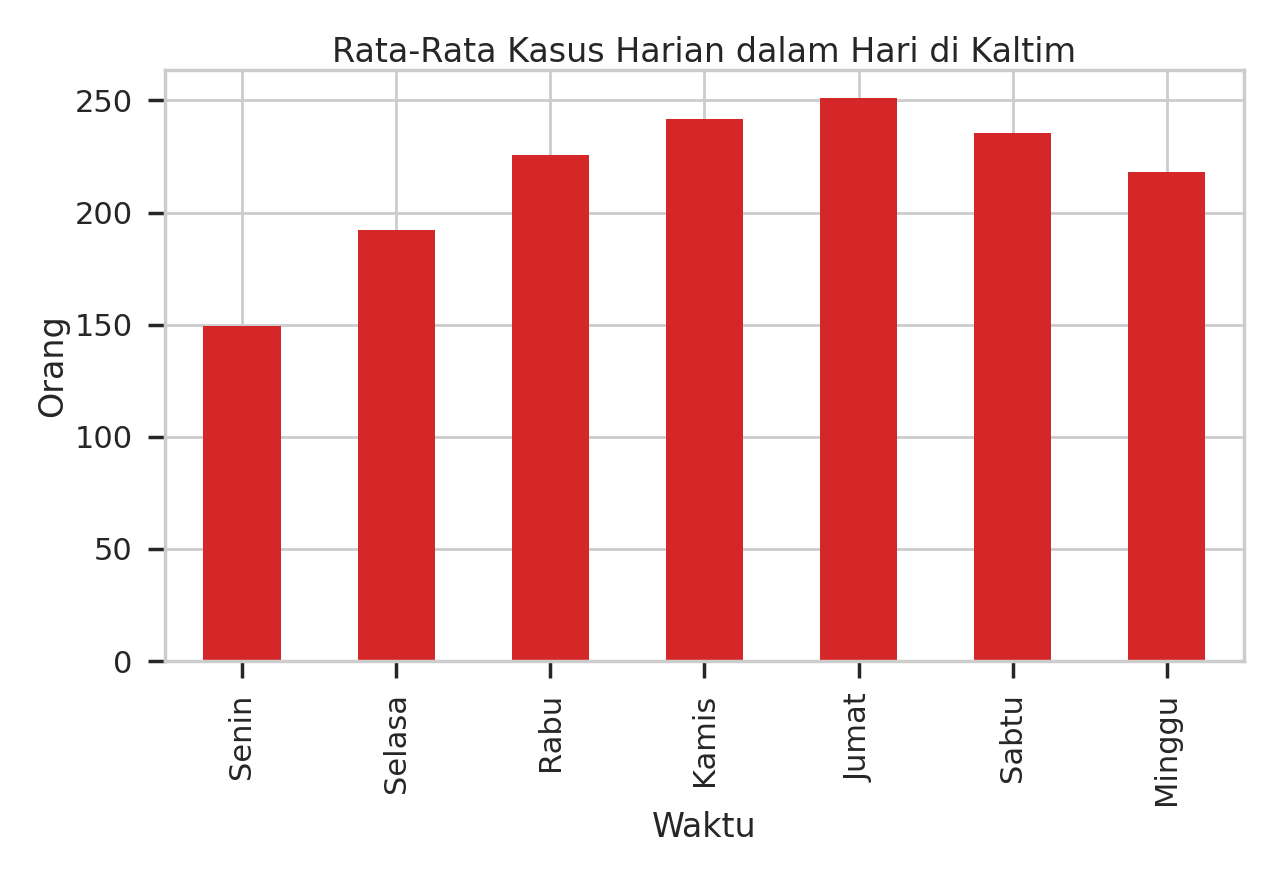 Rata-Rata Kasus Harian dalam Hari di Kaltim
Orang
250
200
150
100
50
0
Senin
Selasa
Rabu
Kamis
Jumat
Sabtu
Minggu
Waktu